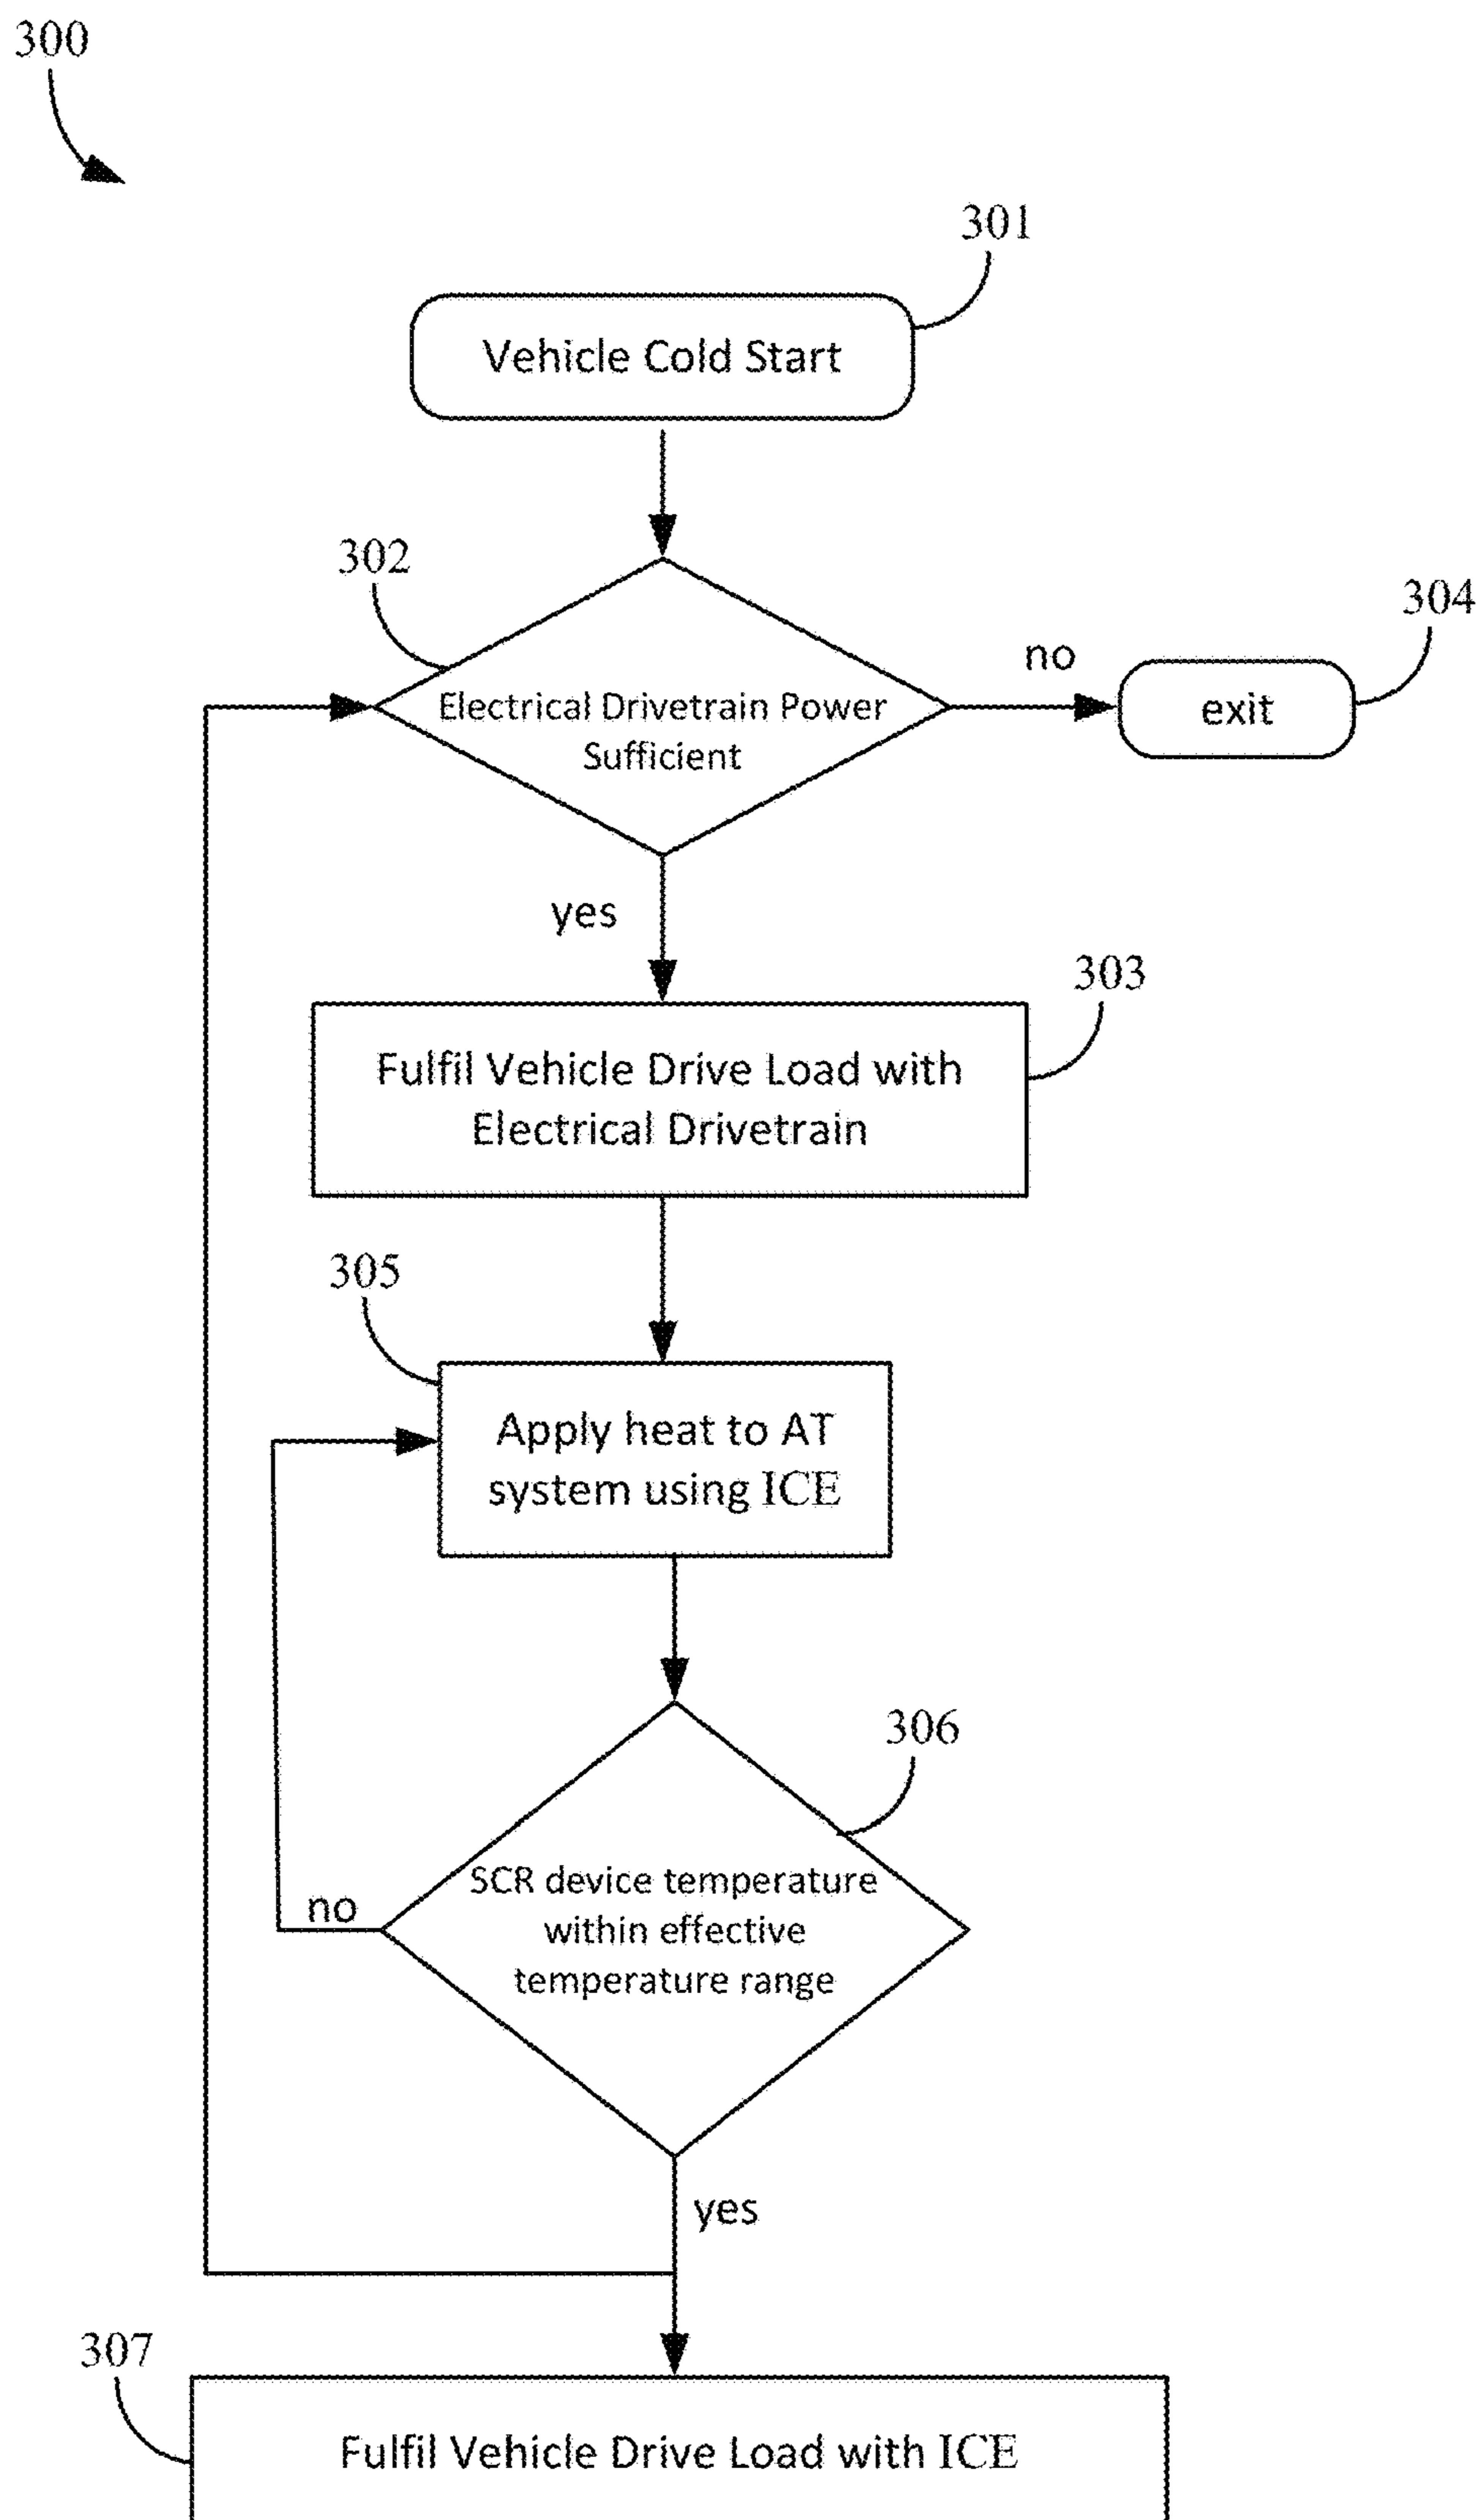 300
301
Vehicle Cold Start
302
304
no
exit
Electrical Drivetrain Power
Sufficient
yes
303
Fulfil Vehicle Drive Load with
Electrical Drivetrain
305
Apply heat to AT
system using ICE
306
SCR device temperature
within effective
temperature range
no
yes
307
Fulfil Vehicle Drive Load with ICE